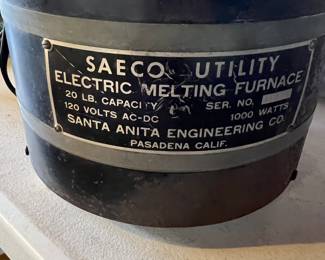 SAECO UTILITY
ELECTRIC MELTING FURNACE
20 LB. CAPACITY SER. NO.
120 VOLTS AC-DC 1000 WATTS
SANTA ANITA ENGINEERING CO.
PASADENA CALIF.